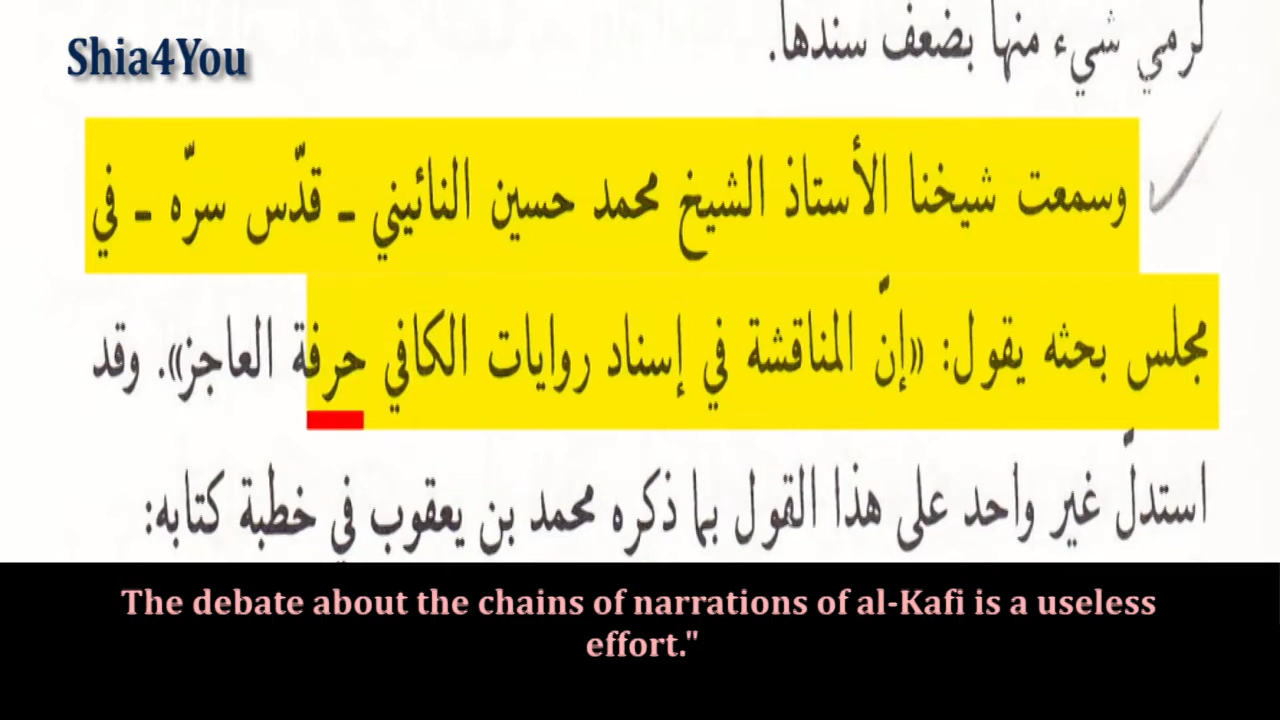 Shia4You
لرمي شيء منها بضعف سندها.
وسمعت شيخنا الأستاذ الشيخ محمد حسين النائيني ـ قدّس سرّه ـ في
مجلس بحثه يقول: «إنّ المناقشة في إسناد روايات الكافي حرفة العاجز». وقد
استدلّ غير واحد على هذا القول بما ذكره محمد بن يعقوب في خطبة كتابه:
The debate about the chains of narrations of al-Kafi is a useless
effort."